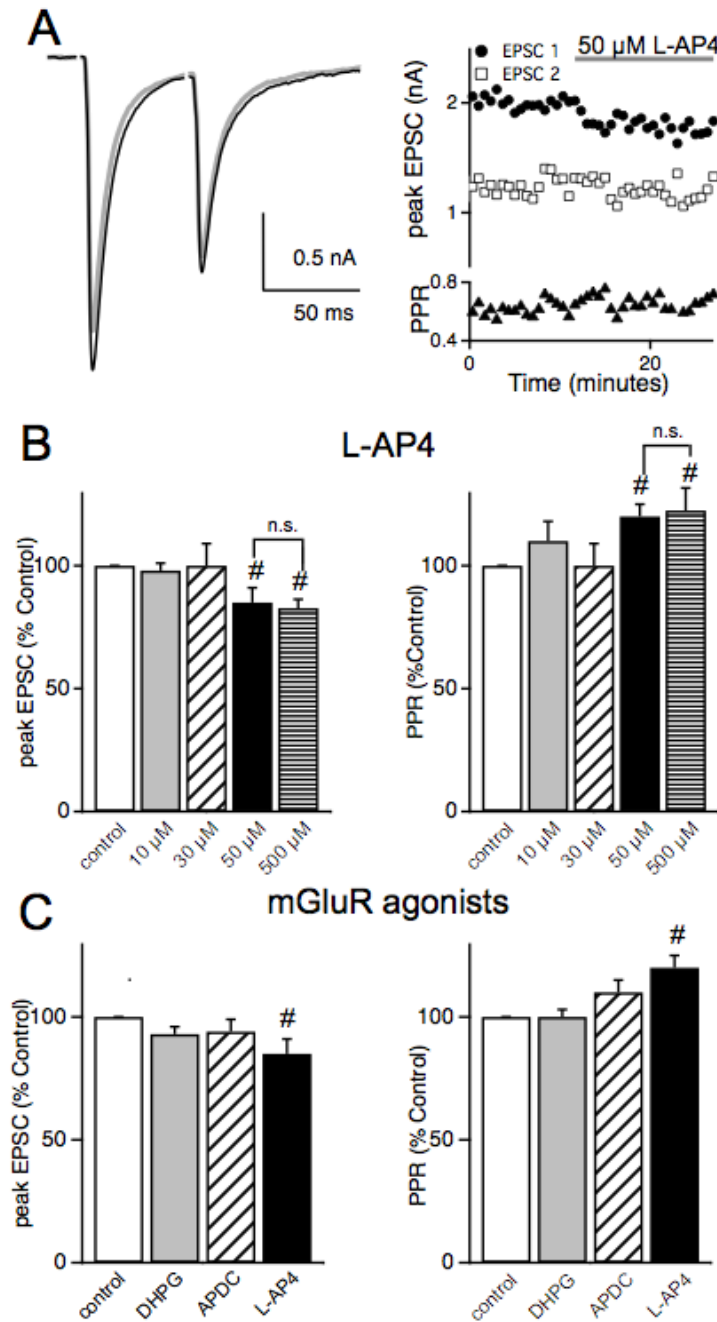 A
0.5 nA
50 ms
EPSC 1
EPSC 2
50 µM L-AP4
peak EPSC (nA)
2
1
PPR
0.8
0.4
0
20
Time (minutes)
B
L-AP4
peak EPSC (% Control)
100
50
0
n.s.
#
#
control
10 µM
30 µM
50 µM
500 µM
PPR (%Control)
100
50
0
n.s.
#
#
control
10 µM
30 µM
50 µM
500 µM
C
mGluR agonists
peak EPSC (% Control)
100
50
0
#
control
DHPG
APDC
L-AP4
PPR (% Control)
100
50
0
#
control
DHPG
APDC
L-AP4